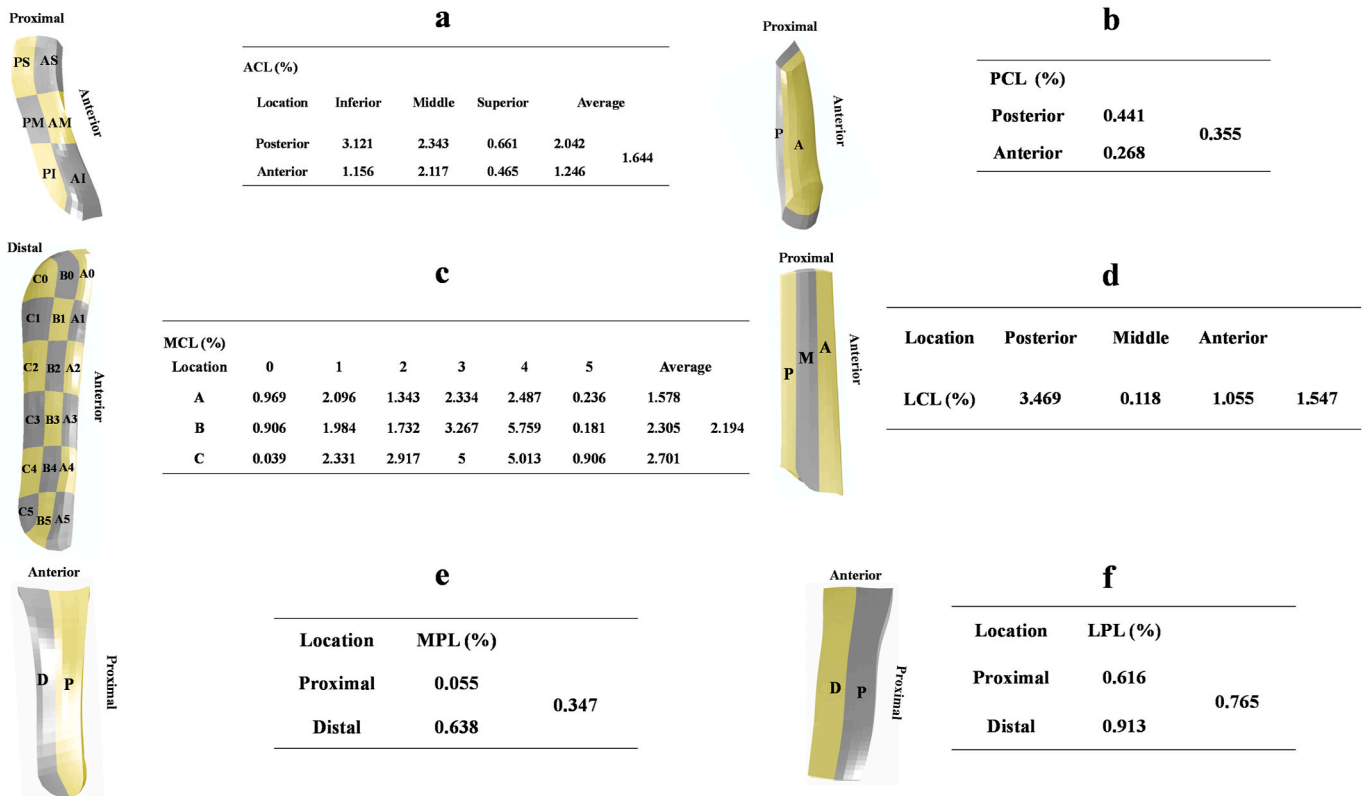 a
Proximal
PS AS
PM AM
PI AI
Anterior
ACL (%)
Location Inferior Middle Superior Average
Posterior 3.121 2.343 0.661 2.042
1.644
Anterior 1.156 2.117 0.465 1.246
b
Proximal
P A
Anterior
PCL (%)
Posterior 0.441
0.355
Anterior 0.268
c
Distal
C0 B0 A0
C1 B1 A1
C2 B2 A2
C3 B3 A3
C4 B4 A4
C5 B5 A5
Anterior
MCL (%)
Location 0 1 2 3 4 5 Average
A 0.969 2.096 1.343 2.334 2.487 0.236 1.578
B 0.906 1.984 1.732 3.267 5.759 0.181 2.305 2.194
C 0.039 2.331 2.917 5 5.013 0.906 2.701
d
Proximal
P M A
Anterior
Location Posterior Middle Anterior
LCL (%) 3.469 0.118 1.055 1.547
e
Anterior
D P
Proximal
Location MPL (%)
Proximal 0.055
0.347
Distal 0.638
f
Anterior
D P
Proximal
Location LPL (%)
Proximal 0.616
0.765
Distal 0.913